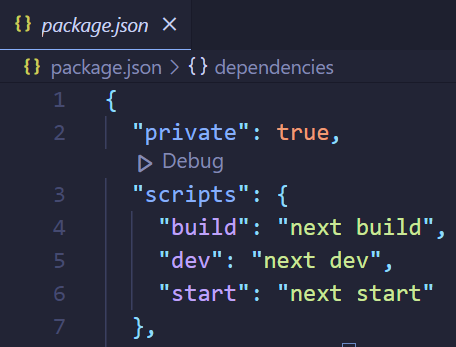 {} package.json ×
{} package.json > {} dependencies
1 {
2 "private": true,
▷ Debug
3 "scripts": {
4 "build": "next build",
5 "dev": "next dev",
6 "start": "next start"
7 },